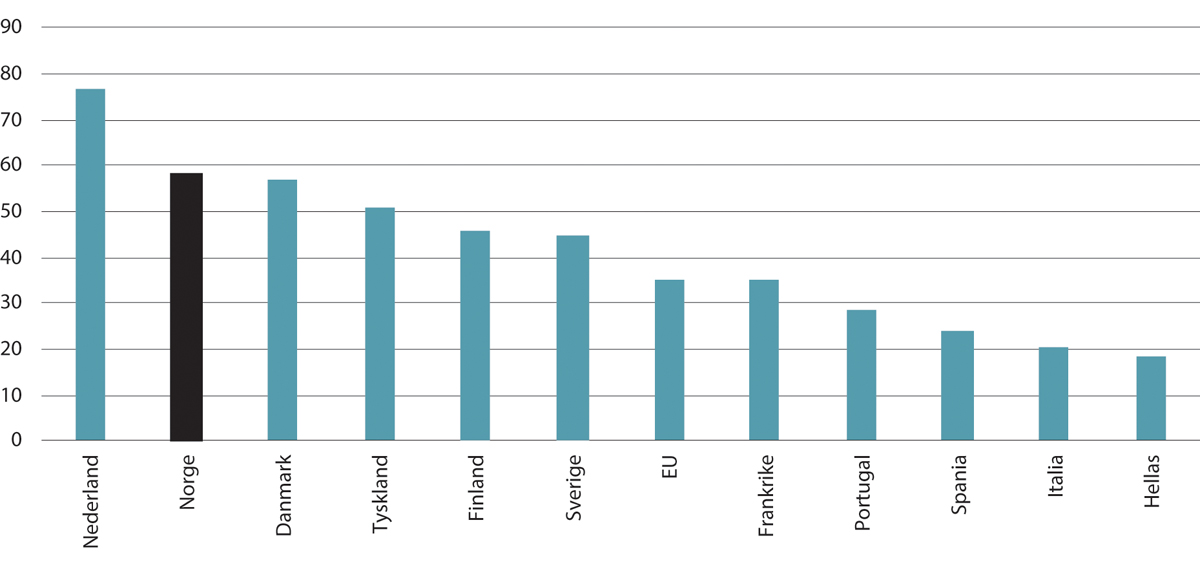 90
80
70
60
50
40
30
20
10
0
Nederland
Norge
Danmark
Tyskland
Finland
Sverige
EU
Frankrike
Portugal
Spania
Italia
Hellas